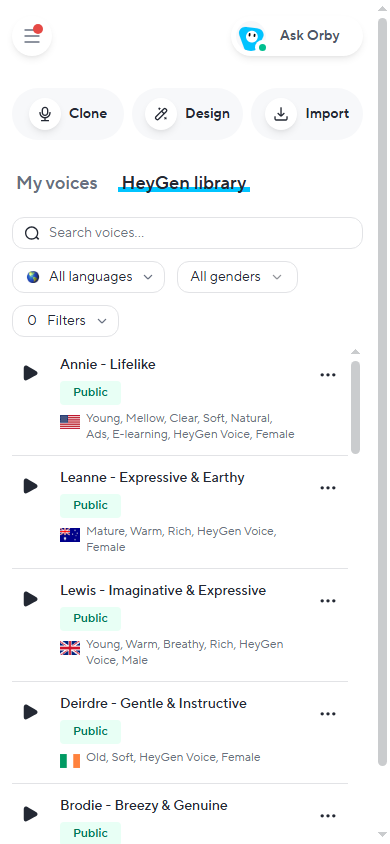 Ask Orby
Clone
Design
Import
My voices
HeyGen library
Search voices...
All languages
All genders
0 Filters
Annie - Lifelike
Public
Young, Mellow, Clear, Soft, Natural,
Ads, E-learning, HeyGen Voice, Female
Leanne - Expressive & Earthy
Public
Mature, Warm, Rich, HeyGen Voice,
Female
Lewis - Imaginative & Expressive
Public
Young, Warm, Breathy, Rich, HeyGen
Voice, Male
Deirdre - Gentle & Instructive
Public
Old, Soft, HeyGen Voice, Female
Brodie - Breezy & Genuine
Public